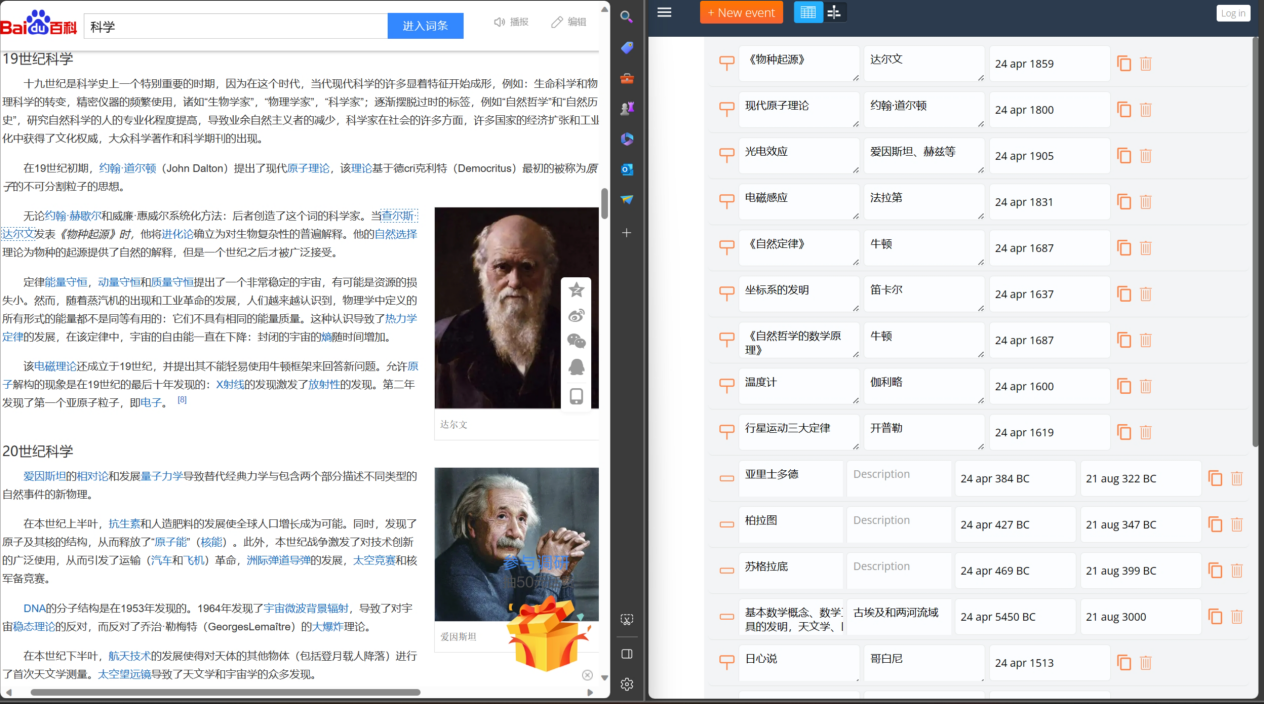 Bai du 百科
科学
进入词条
播报
编辑
19世纪科学
十九世纪是科学史上一个特别重要的时期，因为在这个时代，当代现代科学的许多显着特征开始成形，例如：生命科学和物
理科学的转变，精密仪器的频繁使用，诸如“生物学家”，“物理学家”，“科学家”；逐渐摆脱过时的标签，例如“自然哲学”和“自然历
史”，研究自然科学的人的专业化程度提高，导致业余自然主义者的减少，科学家在社会的许多方面，许多国家的经济扩张和工业
化中获得了文化权威，大众科学著作和科学期刊的出现。
在19世纪初期，约翰·道尔顿（John Dalton）提出了现代原子理论，该理论基于德cri克利特（Democritus）最初的被称为原
子的不可分割粒子的思想。
无论约翰·赫歇尔和威廉·惠威尔系统化方法：后者创造了这个词的科学家。当查尔斯·
达尔文发表《物种起源》时，他将进化论确立为对生物复杂性的普遍解释。他的自然选择
理论为物种的起源提供了自然的解释，但是一个世纪之后才被广泛接受。
定律能量守恒，动量守恒和质量守恒提出了一个非常稳定的宇宙，有可能是资源的损
失小。然而，随着蒸汽机的出现和工业革命的发展，人们越来越认识到，物理学中定义的
所有形式的能量都不是同等有用的：它们不具有相同的能量质量。这种认识导致了热力学
定律的发展，在该定律中，宇宙的自由能一直在下降：封闭的宇宙的熵随时间增加。
该电磁理论还成立于19世纪，并提出其不能轻易使用牛顿框架来回答新问题。允许原
子解构的现象是在19世纪的最后十年发现的：X射线的发现激发了放射性的发现。第二年
发现了第一个亚原子粒子，即电子。 [8]
达尔文
20世纪科学
爱因斯坦的相对论和发展量子力学导致替代经典力学与包含两个部分描述不同类型的
自然事件的新物理。
在本世纪上半叶，抗生素和人造肥料的发展使全球人口增长成为可能。同时，发现了
原子及其核的结构，从而释放了“原子能”（核能）。此外，本世纪战争激发了对技术创新
的广泛使用，从而引发了运输（汽车和飞机）革命，洲际弹道导弹的发展，太空竞赛和核
军备竞赛。
DNA的分子结构是在1953年发现的。1964年发现了宇宙微波背景辐射，导致了对宇
宙稳态理论的反对，而反对了乔治·勒梅特（GeorgesLemaître）的大爆炸理论。
在本世纪下半叶，航天技术的发展使得对天体的其他物体（包括登月载人降落）进行
了首次天文学测量。太空望远镜导致了天文学和宇宙学的众多发现。
参与调研
爱因斯坦
+ New event
Log in
《物种起源》 达尔文 24 apr 1859
现代原子理论 约翰·道尔顿 24 apr 1800
光电效应 爱因斯坦、赫兹等 24 apr 1905
电磁感应 法拉第 24 apr 1831
《自然定律》 牛顿 24 apr 1687
坐标系的发明 笛卡尔 24 apr 1637
《自然哲学的数学原
理》 牛顿 24 apr 1687
温度计 伽利略 24 apr 1600
行星运动三大定律 开普勒 24 apr 1619
亚里士多德 Description 24 apr 384 BC 21 aug 322 BC
柏拉图 Description 24 apr 427 BC 21 aug 347 BC
苏格拉底 Description 24 apr 469 BC 21 aug 399 BC
基本数学概念、数学
具的发明，天文学、 古埃及和两河流域 24 apr 5450 BC 21 aug 3000
日心说 哥白尼 24 apr 1513